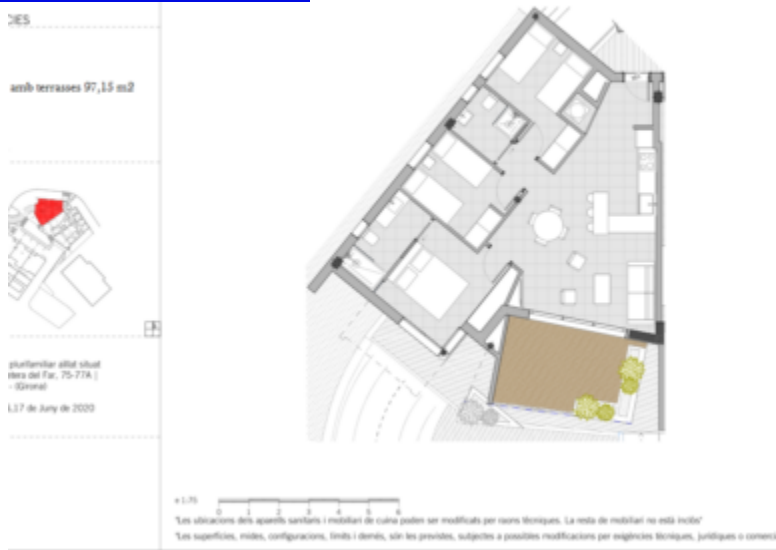 CIES
amb terrasses 97,15 m2
plurifamiliar aïllat situat
etera del Far, 75-77A |
- (Girona)
17 de Juny de 2020
e 1:75
0 1 2 3 4 5 6
"Les ubicacions dels aparells sanitaris i mobiliari de cuina poden ser modificats per raons tècniques. La resta de mobiliari no està inclòs"
"Les superfícies, mides, configuracions, límits i demés, són les previstes, subjectes a possibles modificacions per exigències tècniques, jurídiques o comerci